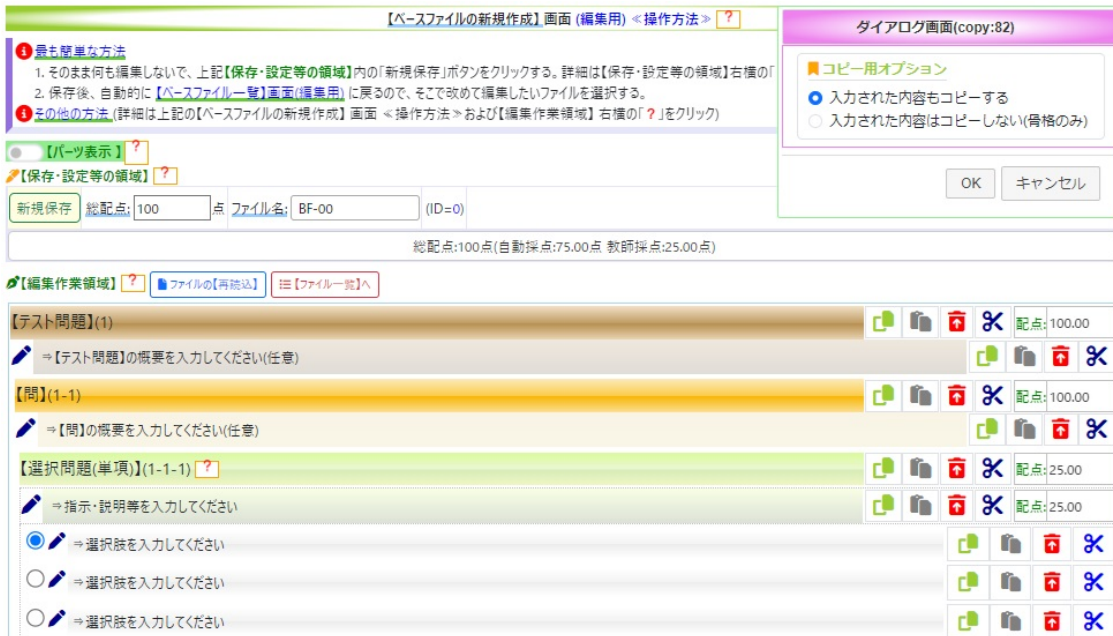 【ベースファイルの新規作成】画面 (編集用) ≪操作方法≫ ?
最も簡単な方法
1. そのまま何も編集しないで、上記【保存・設定等の領域】内の「新規保存」ボタンをクリックする。詳細は【保存・設定等の領域】右横の「
2. 保存後、自動的に【ベースファイル一覧】画面(編集用) に戻るので、そこで改めて編集したいファイルを選択する。
その他の方法 (詳細は上記の【ベースファイルの新規作成】 画面 ≪操作方法≫および【編集作業領域】 右横の「?」をクリック)
ダイアログ画面(copy:82)
コピー用オプション
入力された内容もコピーする
入力された内容はコピーしない(骨格のみ)
OK キャンセル
【パーツ表示 】 ?
【保存・設定等の領域】 ?
新規保存 総配点: 100 点 ファイル名: BF-00 (ID=0)
総配点:100点(自動採点:75.00点 教師採点:25.00点)
【編集作業領域】 ? ファイルの【再読込】 【ファイル一覧】へ
【テスト問題】(1) 配点: 100.00
⇒【テスト問題】の概要を入力してください(任意)
【問】(1-1) 配点: 100.00
⇒【問】の概要を入力してください(任意)
【選択問題(単項)】(1-1-1) ? 配点: 25.00
⇒指示・説明等を入力してください 配点: 25.00
⇒選択肢を入力してください
⇒選択肢を入力してください
⇒選択肢を入力してください